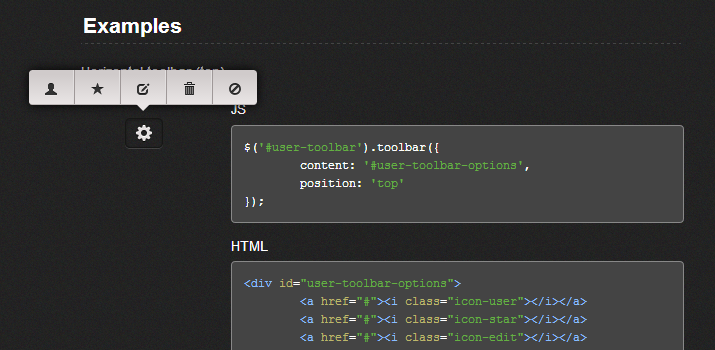 Examples
Horizontal toolbar (top)
JS
$('#user-toolbar').toolbar({
content: '#user-toolbar-options',
position: 'top'
});
HTML
<div id="user-toolbar-options">
<a href="#"><i class="icon-user"></i></a>
<a href="#"><i class="icon-star"></i></a>
<a href="#"><i class="icon-edit"></i></a>